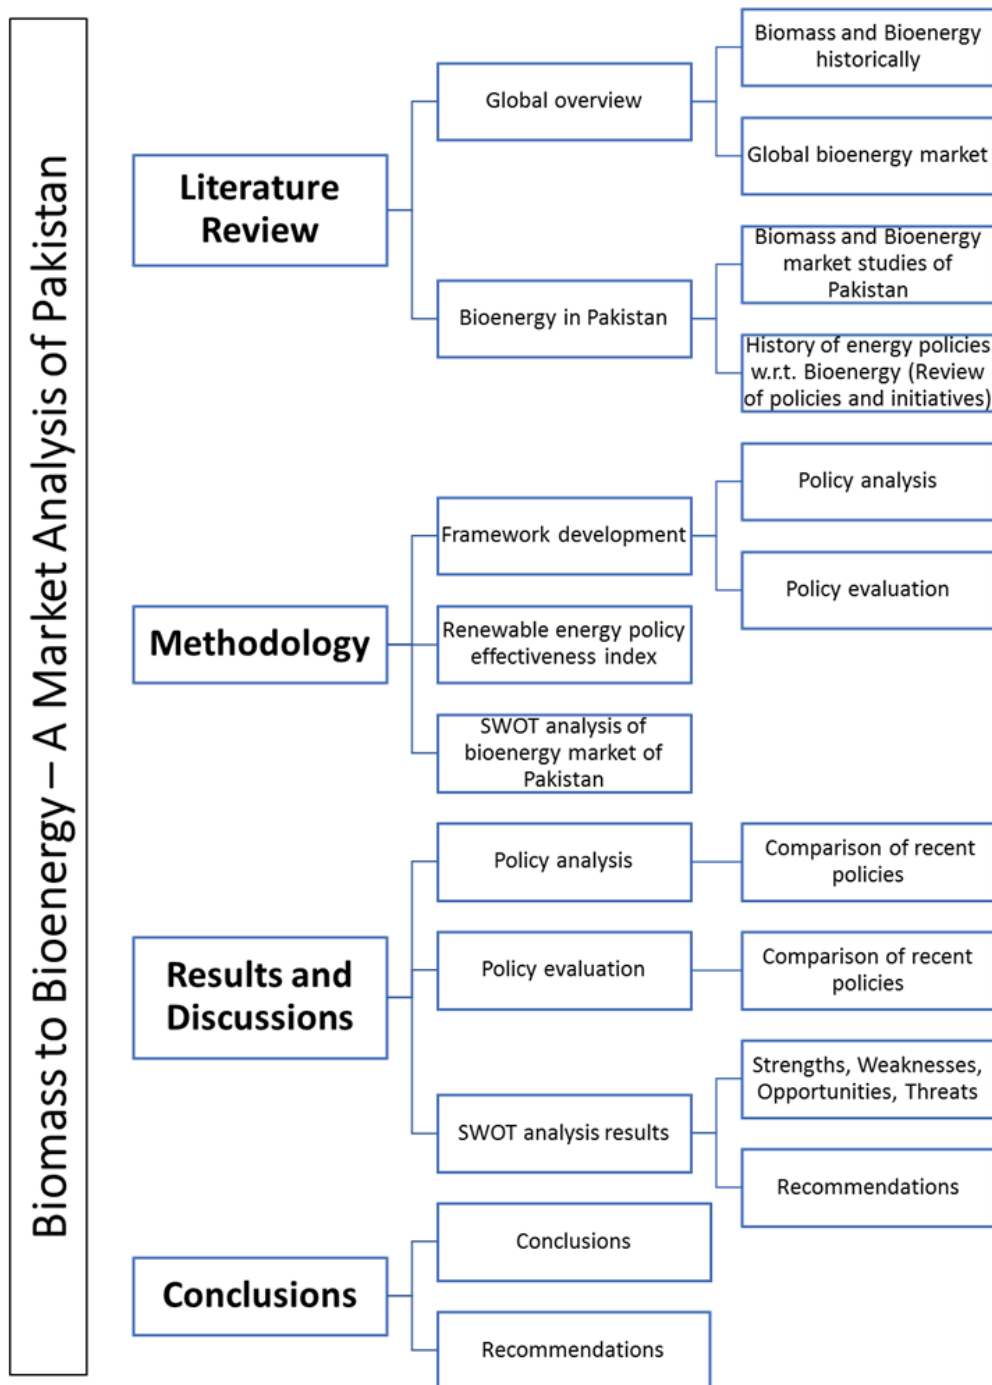 Biomass to Bioenergy – A Market Analysis of Pakistan
Literature
Review
Global overview
Biomass and Bioenergy
historically
Global bioenergy market
Bioenergy in Pakistan
Biomass and Bioenergy
market studies of
Pakistan
History of energy policies
w.r.t. Bioenergy (Review
of policies and initiatives)
Methodology
Framework development
Policy analysis
Policy evaluation
Renewable energy policy
effectiveness index
SWOT analysis of
bioenergy market of
Pakistan
Results and
Discussions
Policy analysis
Comparison of recent
policies
Policy evaluation
Comparison of recent
policies
SWOT analysis results
Strengths, Weaknesses,
Opportunities, Threats
Recommendations
Conclusions
Conclusions
Recommendations